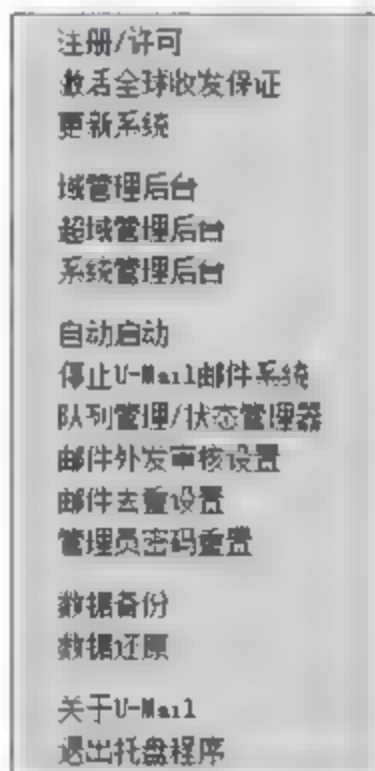 注册/许可
激活全球收发保证
更新系统
域管理后台
超域管理后台
系统管理后台
自动启动
停止U-Mail邮件系统
队列管理/状态管理器
邮件外发审核设置
邮件去重设置
管理员密码重置
数据备份
数据还原
关于U-Mail
退出托盘程序